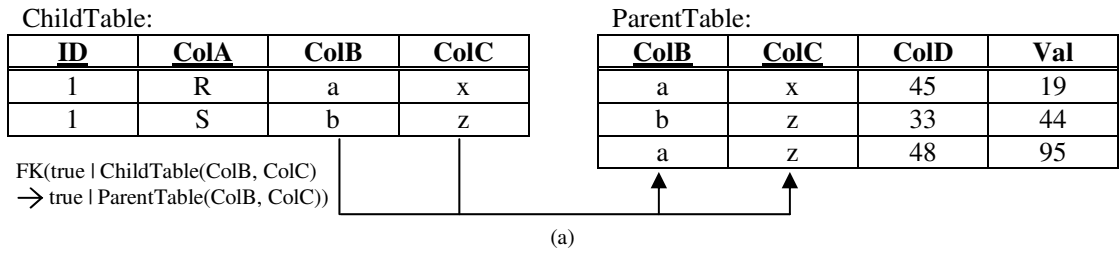 ChildTable: ParentTable:
ID ColA ColB ColC ColB ColC ColD Val
1 R a x a x 45 19
1 S b z b z 33 44
a z 48 95
FK(true | ChildTable(ColB, ColC)
→ true | ParentTable(ColB, ColC))
(a)